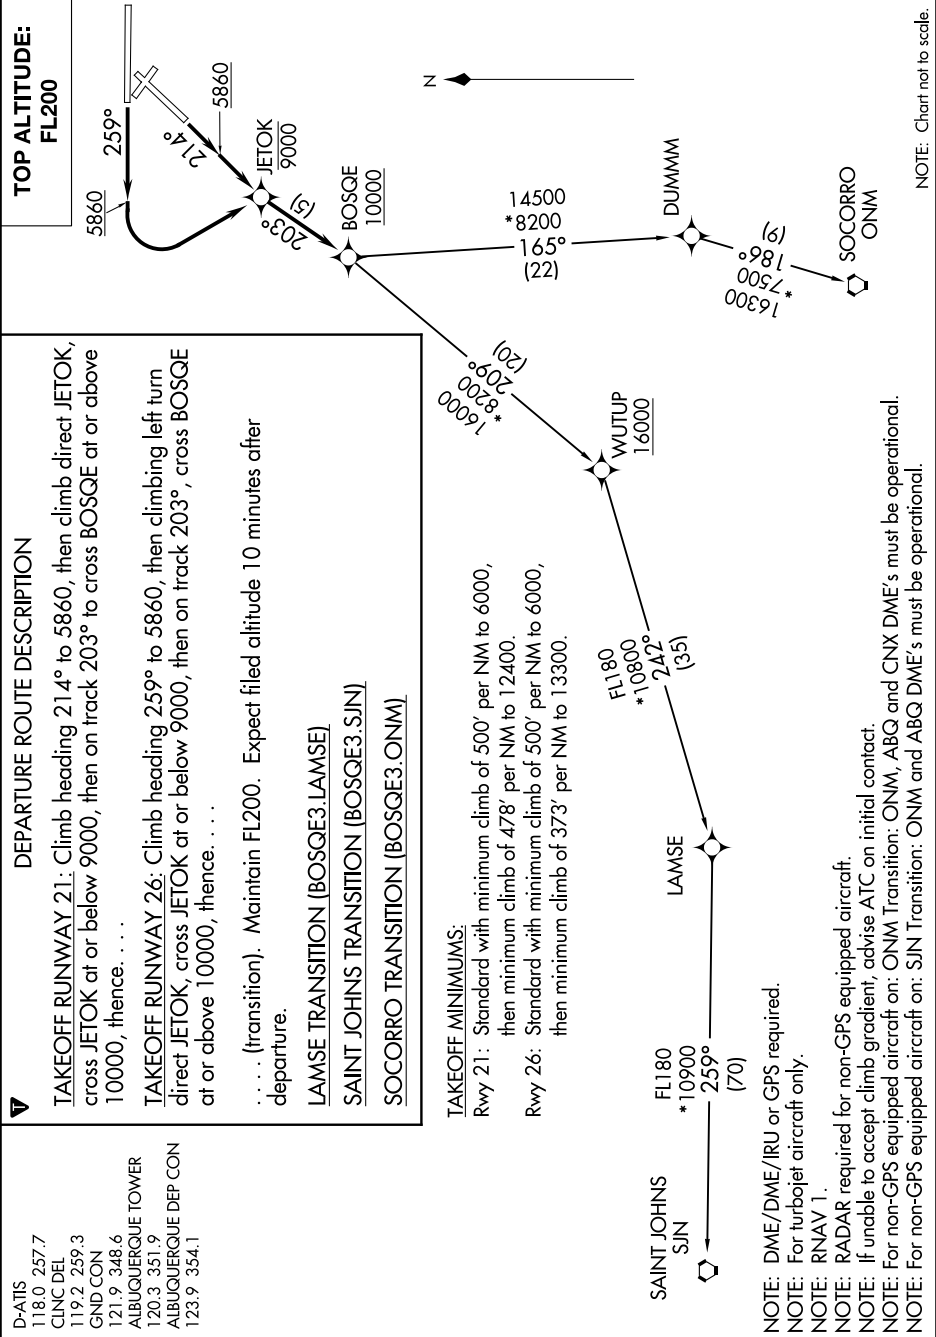 D-ATIS
118.0 257.7
CLNC DEL
119.2 259.3
GND CON
121.9 348.6
ALBUQUERQUE TOWER
120.3 351.9
ALBUQUERQUE DEP CON
123.9 354.1
DEPARTURE ROUTE DESCRIPTION
T
TAKEOFF RUNWAY 21: Climb heading 214° to 5860, then climb direct JETOK,
cross JETOK at or below 9000, then on track 203° to cross BOSQE at or above
10000, thence. . . .
TAKEOFF RUNWAY 26: Climb heading 259° to 5860, then climbing left turn
direct JETOK, cross JETOK at or below 9000, then on track 203°, cross BOSQE
at or above 10000, thence. . . .
. . . . (transition). Maintain FL200. Expect filed altitude 10 minutes after
departure.
LAMSE TRANSITION (BOSQE3.LAMSE)
SAINT JOHNS TRANSITION (BOSQE3.SJN)
SOCORRO TRANSITION (BOSQE3.ONM)
TOP ALTITUDE:
FL200
259°
5860
214°
5860
JETOK
9000
(5)
203°
BOSQE
10000
N
14500
*8200
165°
(22)
DUMMM
(9)
186°
*7500
16300
SOCORRO
ONM
(20)
209°
*8200
16000
WUTUP
16000
FL180
*10800
242°
(35)
LAMSE
FL180
*10900
259°
(70)
SAINT JOHNS
SJN
TAKEOFF MINIMUMS:
Rwy 21: Standard with minimum climb of 500' per NM to 6000,
then minimum climb of 478' per NM to 12400.
Rwy 26: Standard with minimum climb of 500' per NM to 6000,
then minimum climb of 373' per NM to 13300.
NOTE: DME/DME/IRU or GPS required.
NOTE: For turbojet aircraft only.
NOTE: RNAV 1.
NOTE: RADAR required for non-GPS equipped aircraft.
NOTE: If unable to accept climb gradient, advise ATC on initial contact.
NOTE: For non-GPS equipped aircraft on: ONM Transition: ONM, ABQ and CNX DME's must be operational.
NOTE: For non-GPS equipped aircraft on: SJN Transition: ONM and ABQ DME's must be operational.
NOTE: Chart not to scale.